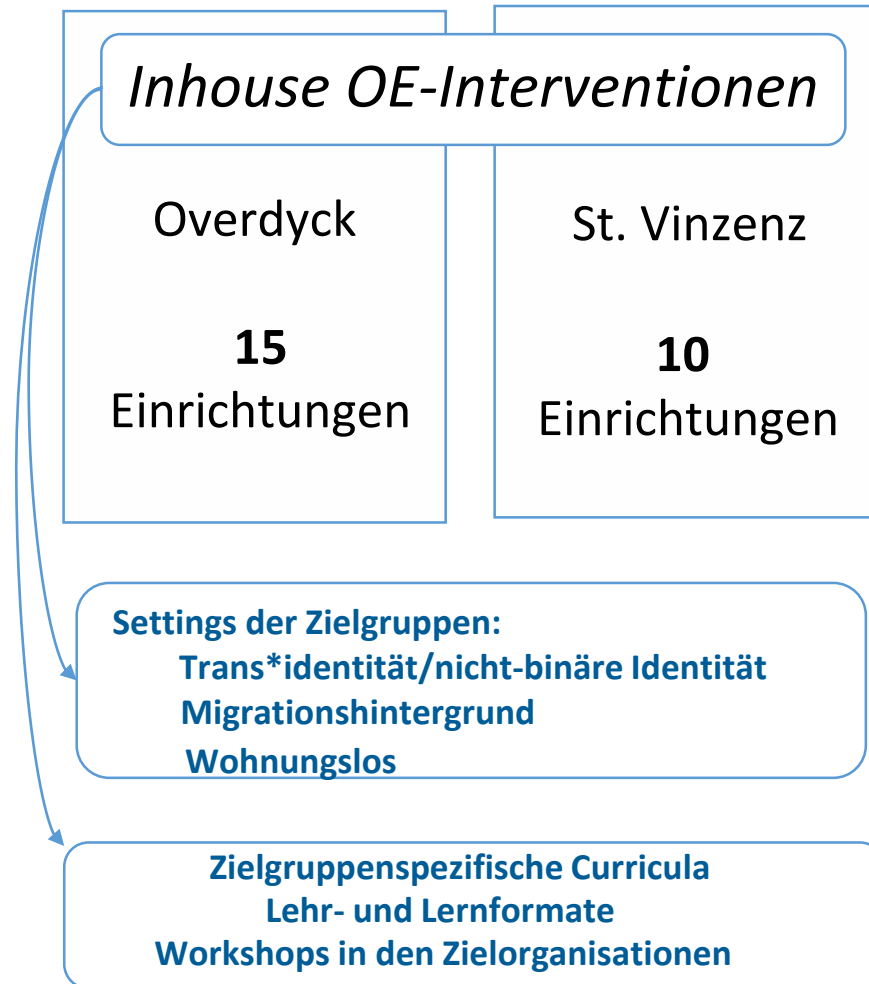 Inhouse OE-Interventionen
Overdyck
15
Einrichtungen
St. Vinzenz
10
Einrichtungen
Settings der Zielgruppen:
Trans*identität/nicht-binäre Identität
Migrationshintergrund
Wohnungslos
Zielgruppenspezifische Curricula
Lehr- und Lernformate
Workshops in den Zielorganisationen